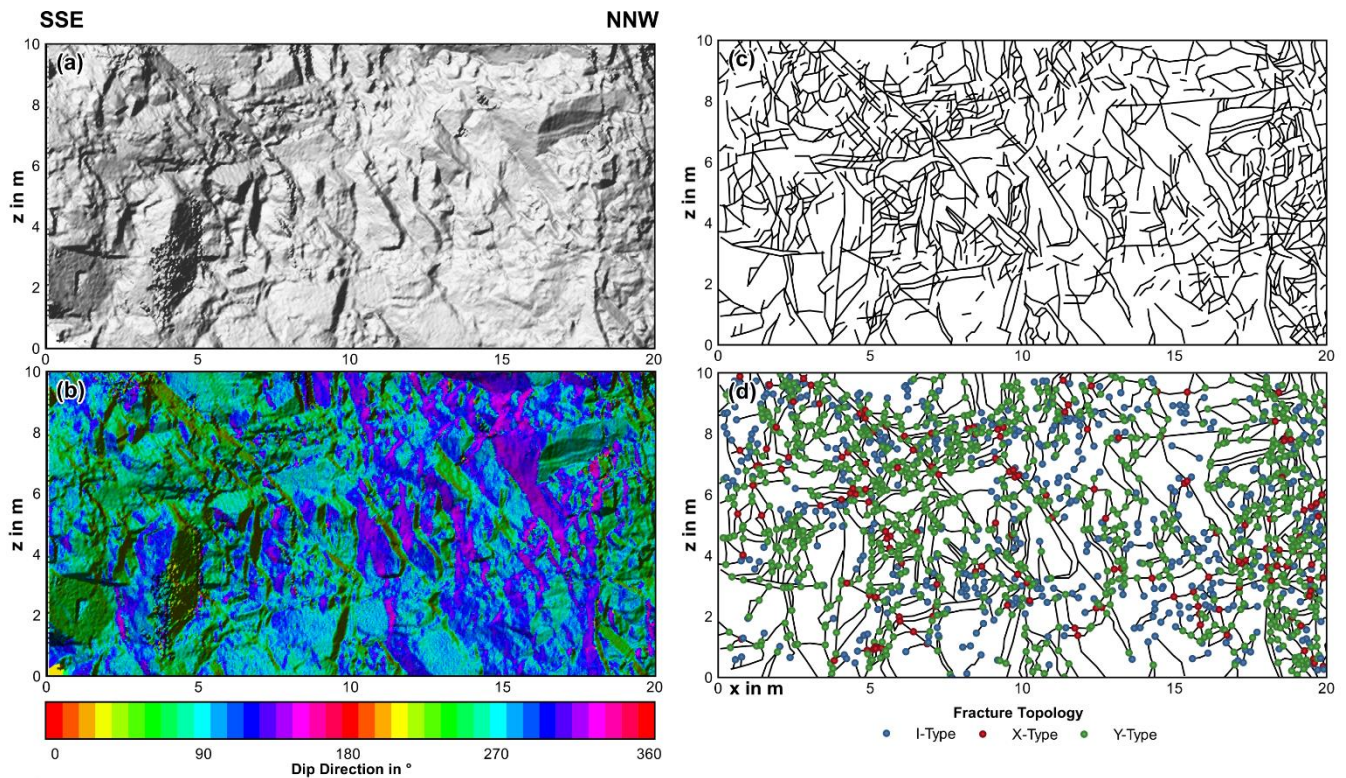 SSE NNW
(a)
10
8
6
4
2
0
z in m
0 5 10 15 20
(c)
10
8
6
4
2
0
z in m
0 5 10 15 20
(b)
10
8
6
4
2
0
z in m
0 5 10 15 20
0 90 180 270 360
Dip Direction in °
(d)
10
8
6
4
2
0
z in m
0 5 10 15 20
x in m
Fracture Topology
I-Type X-Type Y-Type